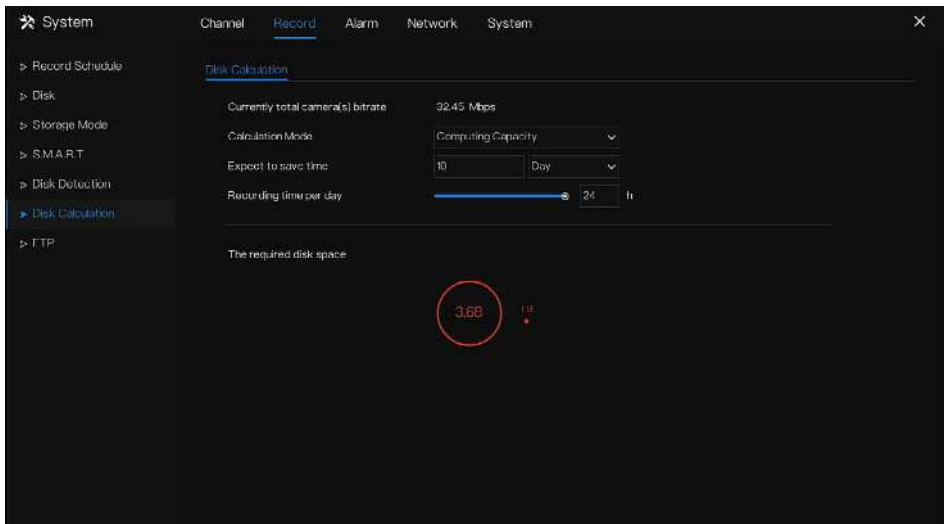 System
Channel Record Alarm Network System
Record Schedule
Disk
Storage Mode
S.M.A.R.T
Disk Detection
Disk Calculation
FTP
Disk Calculation
Currently total camera(s) bitrate 32.45 Mbps
Calculation Mode Computing Capacity
Expect to save time 10 Day
Recording time per day 24 h
The required disk space
3.68